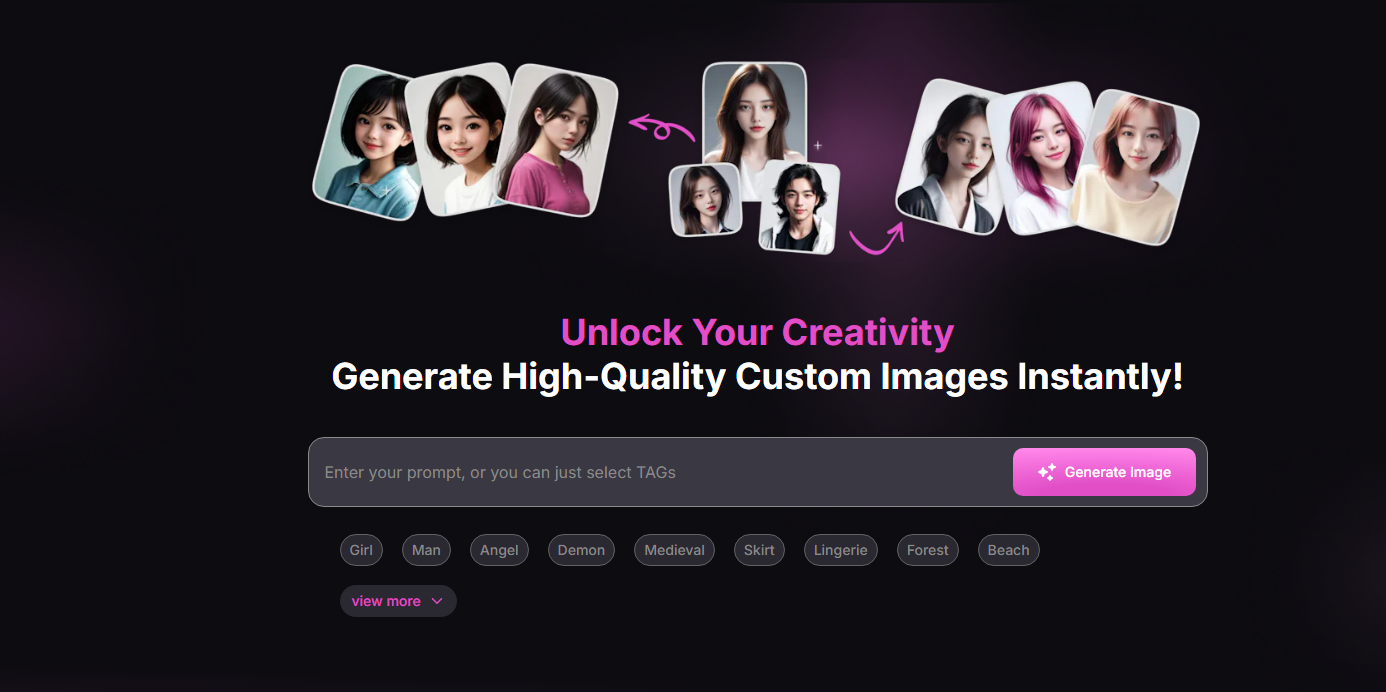 Unlock Your Creativity
Generate High-Quality Custom Images Instantly!
Enter your prompt, or you can just select TAGs
Generate Image
Girl
Man
Angel
Demon
Medieval
Skirt
Lingerie
Forest
Beach
view more